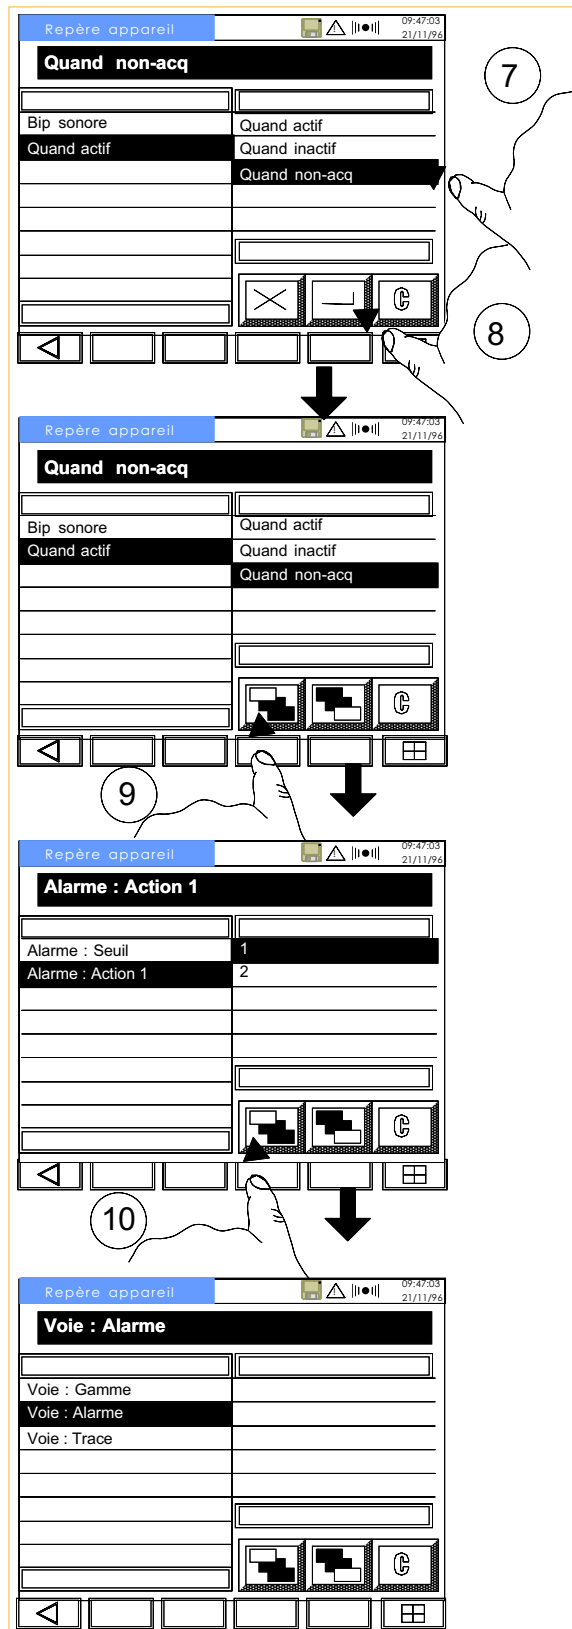 Repère appareil
09:47:03
21/11/96
Quand non-acq
7
Bip sonore
Quand actif
Quand actif
Quand inactif
Quand non-acq
C
8
Repère appareil
09:47:03
21/11/96
Quand non-acq
Bip sonore
Quand actif
Quand actif
Quand inactif
Quand non-acq
C
9
Repère appareil
09:47:03
21/11/96
Alarme : Action 1
Alarme : Seuil
1
Alarme : Action 1
2
C
10
Repère appareil
09:47:03
21/11/96
Voie : Alarme
Voie : Gamme
Voie : Alarme
Voie : Trace
C